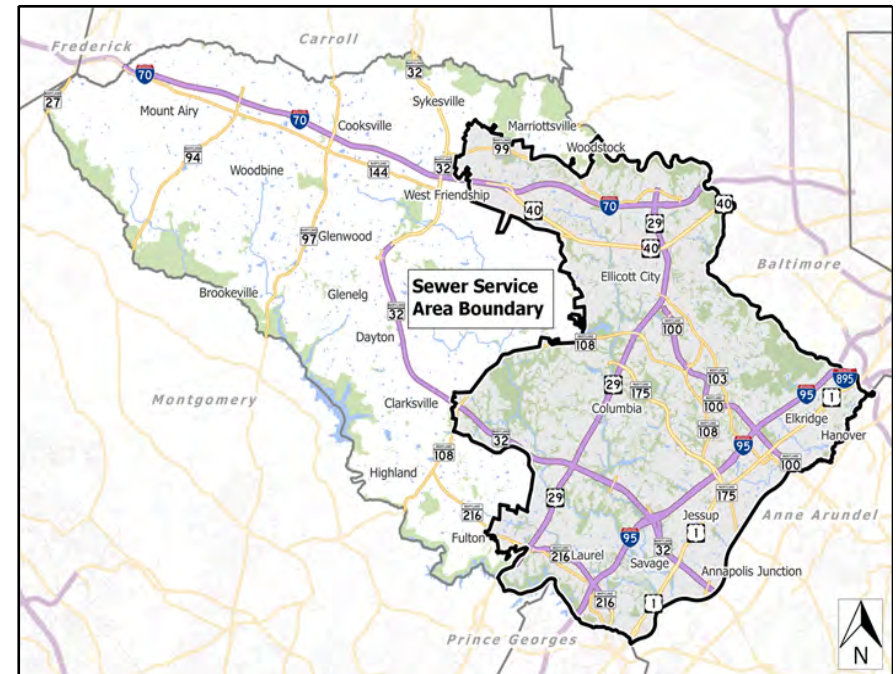 Frederick
Carroll
70
32
27
Mount Airy
Sykesville
70
Cooksville
Marriottsville
99
Woodstock
94
Woodbine
144
32
West Friendship
70
40
40
29
97
Glenwood
40
Ellicott City
Baltimore
Brookeville
Glenelg
Sewer Service
Area Boundary
32
100
Dayton
108
103
895
29
175
95
1
Montgomery
Clarksville
Columbia
100
Elkridge
32
108
Hanover
108
95
100
Highland
29
175
216
Jessup
Anne Arundel
Fulton
95
1
216
Laurel
32
Savage
Annapolis Junction
216
1
Prince Georges
N